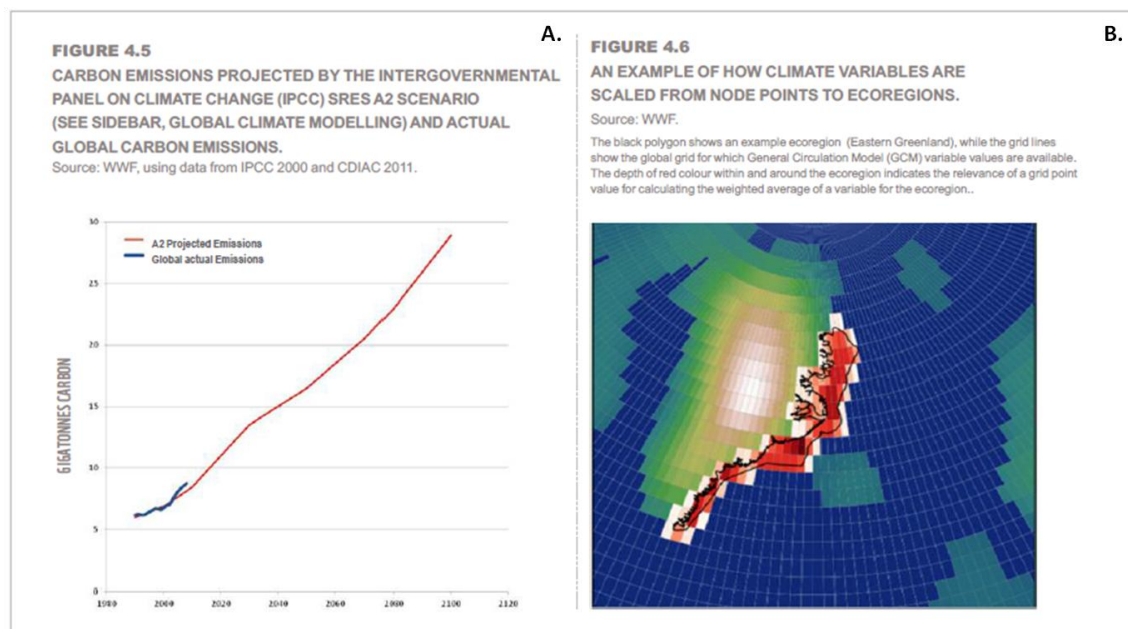 A.
FIGURE 4.5
CARBON EMISSIONS PROJECTED BY THE INTERGOVERNMENTAL
PANEL ON CLIMATE CHANGE (IPCC) SRES A2 SCENARIO
(SEE SIDEBAR, GLOBAL CLIMATE MODELLING) AND ACTUAL
GLOBAL CARBON EMISSIONS.
Source: WWF, using data from IPCC 2000 and CDIAC 2011.
30
25
20
15
10
5
0
GIGATONNES CARBON
A2 Projected Emissions
Global actual Emissions
1980 2000 2020 2040 2060 2080 2100 2120
B.
FIGURE 4.6
AN EXAMPLE OF HOW CLIMATE VARIABLES ARE
SCALED FROM NODE POINTS TO ECOREGIONS.
Source: WWF.
The black polygon shows an example ecoregion (Eastern Greenland), while the grid lines
show the global grid for which General Circulation Model (GCM) variable values are available.
The depth of red colour within and around the ecoregion indicates the relevance of a grid point
value for calculating the weighted average of a variable for the ecoregion..